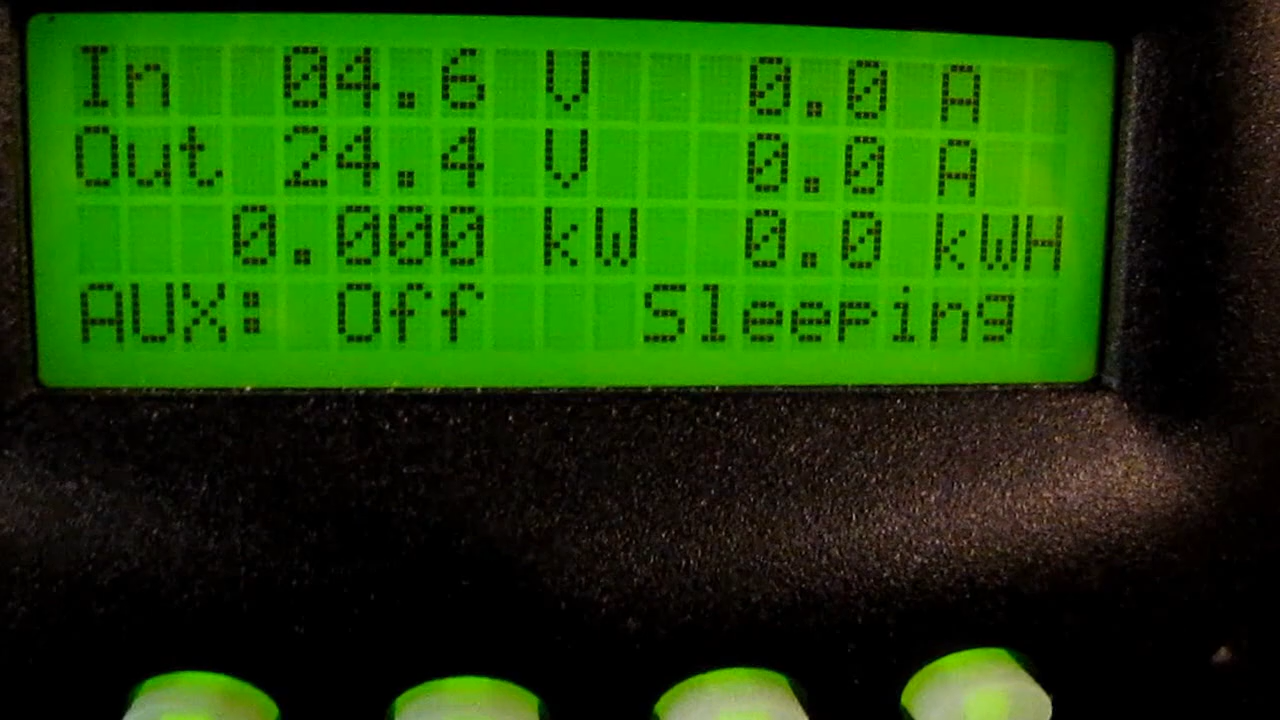 In 04.6 V 0.0 A
Out 24.4 V 0.0 A
0.000 kW 0.0 kWH
AUX: Off Sleeping